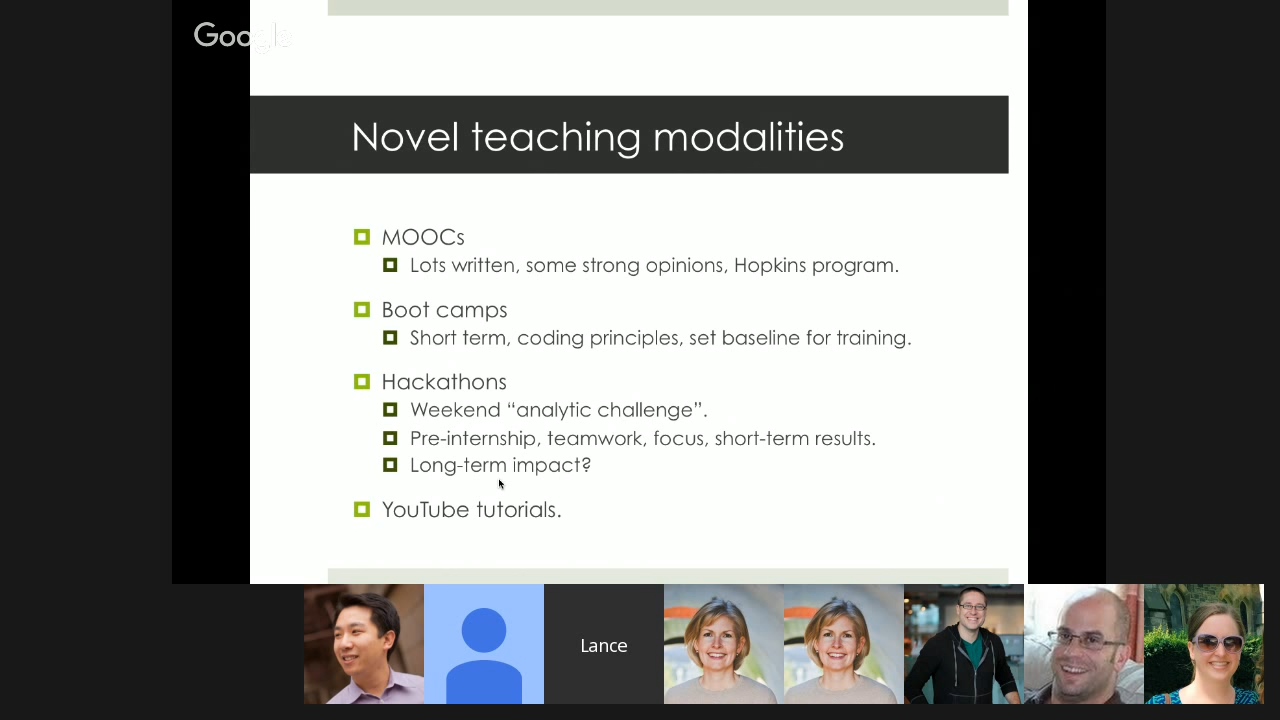 Google
Novel teaching modalities
MOOCs
Lots written, some strong opinions, Hopkins program.
Boot camps
Short term, coding principles, set baseline for training.
Hackathons
Weekend “analytic challenge”.
Pre-internship, teamwork, focus, short-term results.
Long-term impact?
YouTube tutorials.
Lance